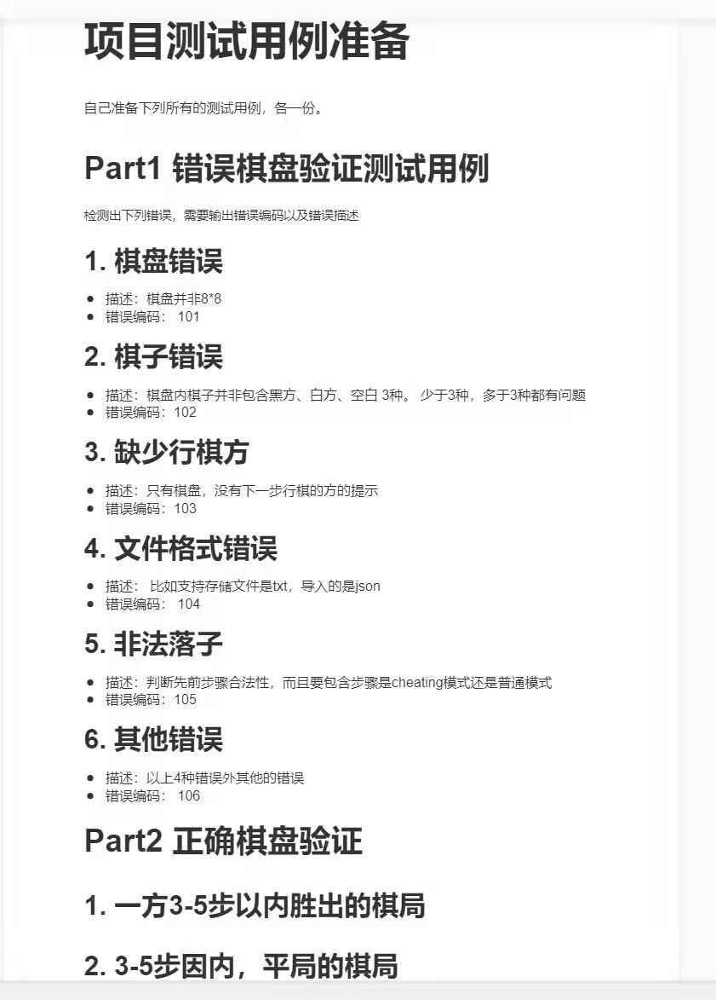 项目测试用例准备
自己准备下列所有的测试用例，各一份。
Part1 错误棋盘验证测试用例
检测出下列错误，需要输出错误编码以及错误描述
1. 棋盘错误
• 描述：棋盘并非8*8
• 错误编码： 101
2. 棋子错误
• 描述：棋盘内棋子并非包含黑方、白方、空白 3种。 少于3种，多于3种都有问题
• 错误编码：102
3. 缺少行棋方
• 描述：只有棋盘，没有下一步行棋的方的提示
• 错误编码：103
4. 文件格式错误
• 描述： 比如支持存储文件是txt，导入的是json
• 错误编码： 104
5. 非法落子
• 描述：判断先前步骤合法性，而且要包含步骤是cheating模式还是普通模式
• 错误编码：105
6. 其他错误
• 描述：以上4种错误外其他的错误
• 错误编码： 106
Part2 正确棋盘验证
1. 一方3-5步以内胜出的棋局
2. 3-5步因内，平局的棋局